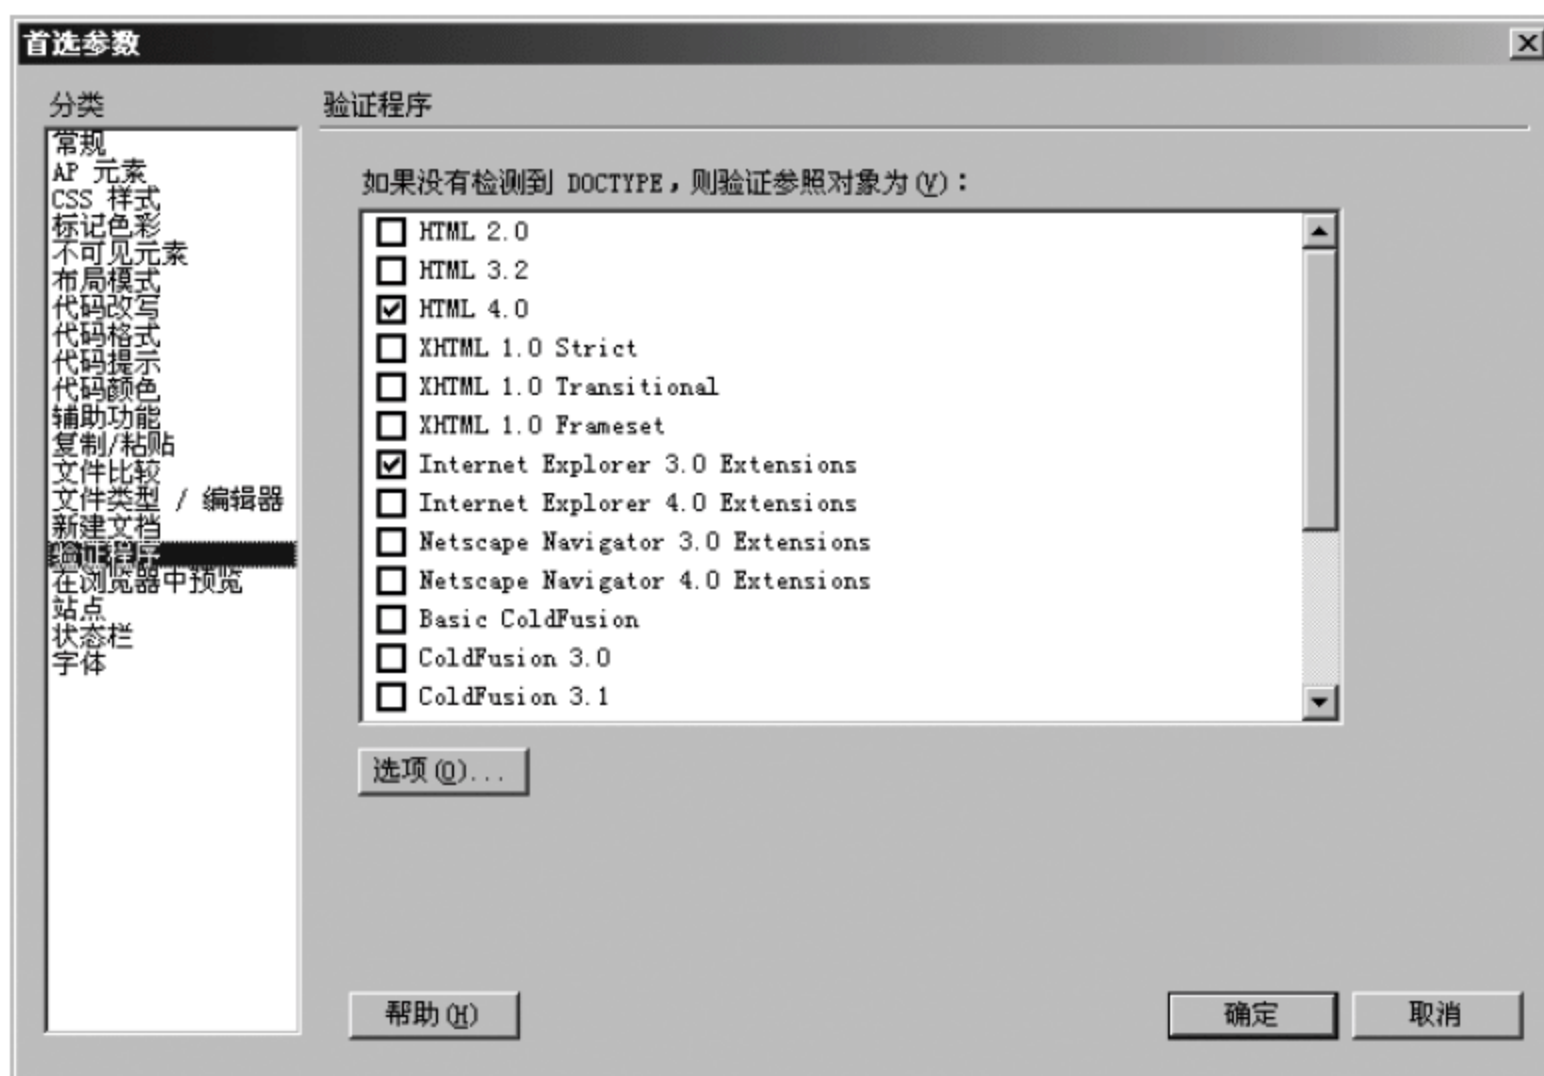 首选参数
分类
常规
AP 元素
CSS 样式
标记色彩
不可见元素
布局模式
代码改写
代码格式
代码提示
代码颜色
辅助功能
复制/粘贴
文件比较
文件类型 / 编辑器
新建文档
验证程序
在浏览器中预览
站点
状态栏
字体
验证程序
如果没有检测到 DOCTYPE，则验证参照对象为(V)：
HTML 2.0
HTML 3.2
HTML 4.0
XHTML 1.0 Strict
XHTML 1.0 Transitional
XHTML 1.0 Frameset
Internet Explorer 3.0 Extensions
Internet Explorer 4.0 Extensions
Netscape Navigator 3.0 Extensions
Netscape Navigator 4.0 Extensions
Basic ColdFusion
ColdFusion 3.0
ColdFusion 3.1
选项(O)...
帮助(H)
确定
取消